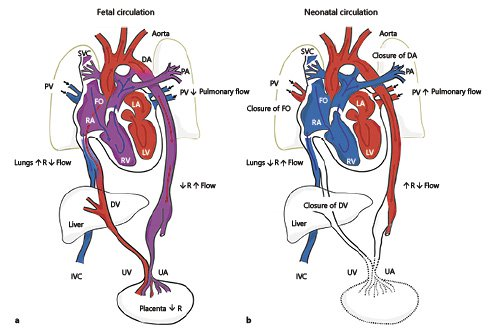 Fetal circulation
Aorta
SVC
DA
PA
PV
PV ↓ Pulmonary flow
FO
LA
RA
LV
RV
Lungs ↑ R ↓ Flow
↓ R ↑ Flow
DV
Liver
IVC
UV
UA
Placenta ↓ R
a
Neonatal circulation
Aorta
SVC
Closure of DA
PA
PV
PV ↑ Pulmonary flow
Closure of FO
FO
LA
RA
LV
RV
Lungs ↓ R ↑ Flow
↑ R ↓ Flow
Closure of DV
Liver
IVC
UV
UA
b